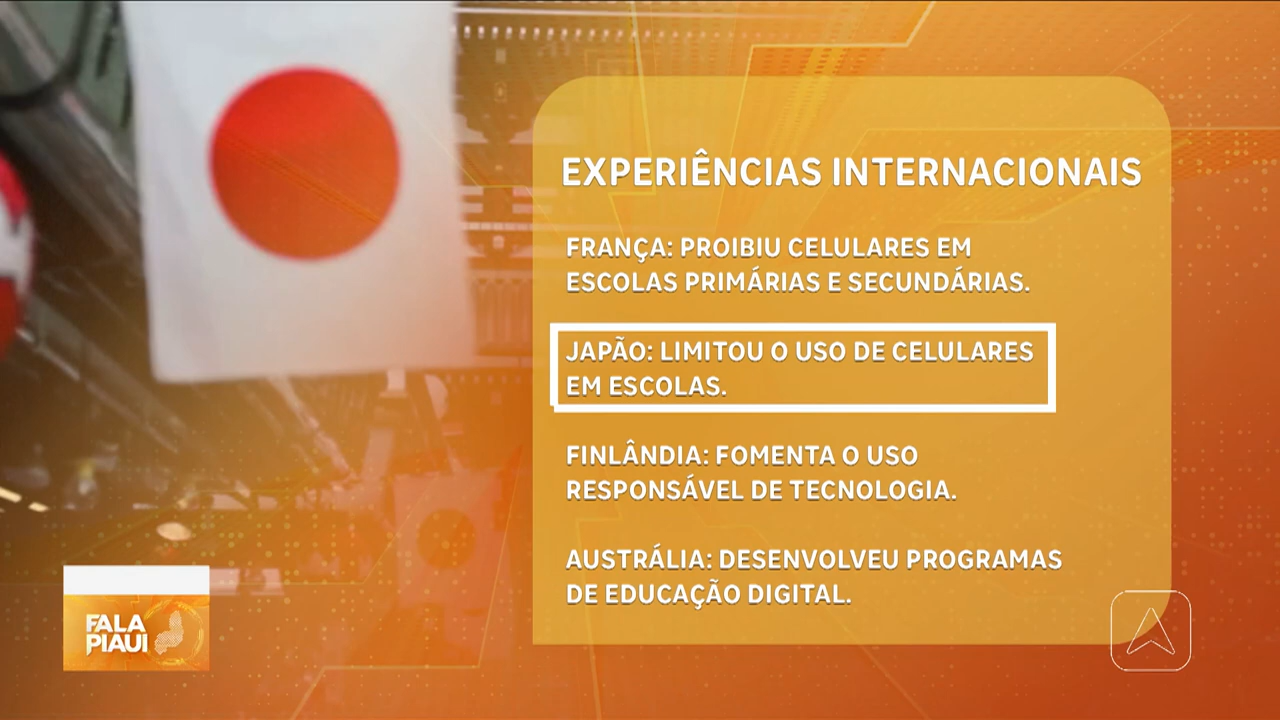 EXPERIÊNCIAS INTERNACIONAIS
FRANÇA: PROIBIU CELULARES EM
ESCOLAS PRIMÁRIAS E SECUNDÁRIAS.
JAPÃO: LIMITOU O USO DE CELULARES
EM ESCOLAS.
FINLÂNDIA: FOMENTA O USO
RESPONSÁVEL DE TECNOLOGIA.
AUSTRÁLIA: DESENVOLVEU PROGRAMAS
DE EDUCAÇÃO DIGITAL.
FALA
PIAUÍ